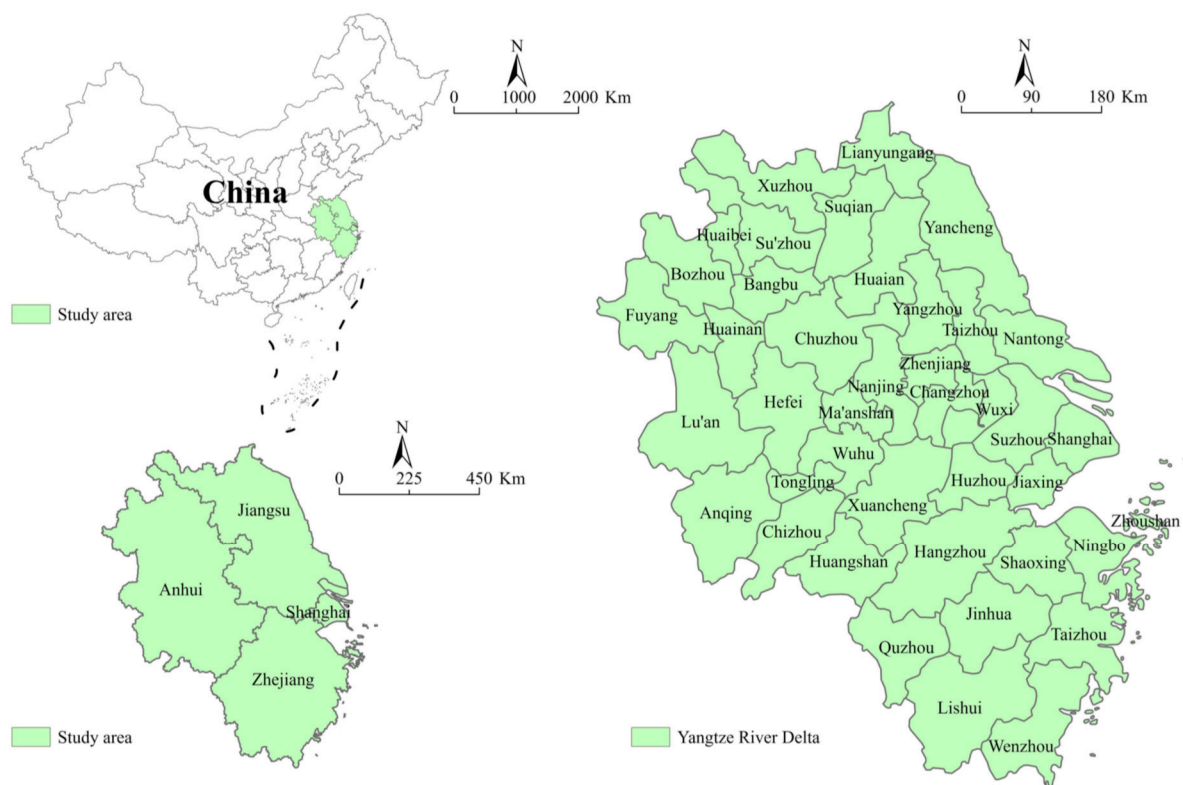 N
0 1000 2000 Km
China
Study area
N
0 225 450 Km
Jiangsu
Anhui
Shanghai
Zhejiang
Study area
N
0 90 180 Km
Lianyungang
Xuzhou
Suqian
Yancheng
Huaibei
Su'zhou
Bozhou
Bangbu
Huaian
Fuyang
Huainan
Yangzhou
Chuzhou
Taizhou
Nantong
Zhenjiang
Nanjing
Changzhou
Hefei
Ma'anshan
Wuxi
Lu'an
Suzhou
Shanghai
Wuhu
Tongling
Huzhou
Jiaxing
Anqing
Xuancheng
Chizhou
Zhoushan
Huangshan
Hangzhou
Shaoxing
Ningbo
Jinhua
Quzhou
Taizhou
Lishui
Wenzhou
Yangtze River Delta